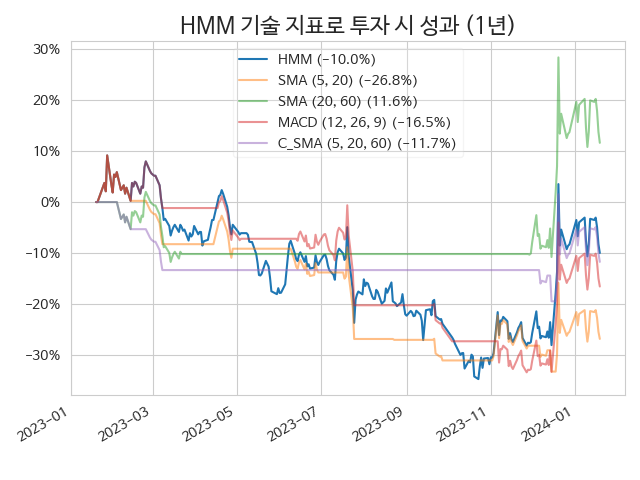 HMM 기술 지표로 투자 시 성과 (1년)
30%
20%
10%
0%
−10%
−20%
−30%
HMM (−10.0%)
SMA (5, 20) (−26.8%)
SMA (20, 60) (11.6%)
MACD (12, 26, 9) (−16.5%)
C_SMA (5, 20, 60) (−11.7%)
2023−01
2023−03
2023−05
2023−07
2023−09
2023−11
2024−01